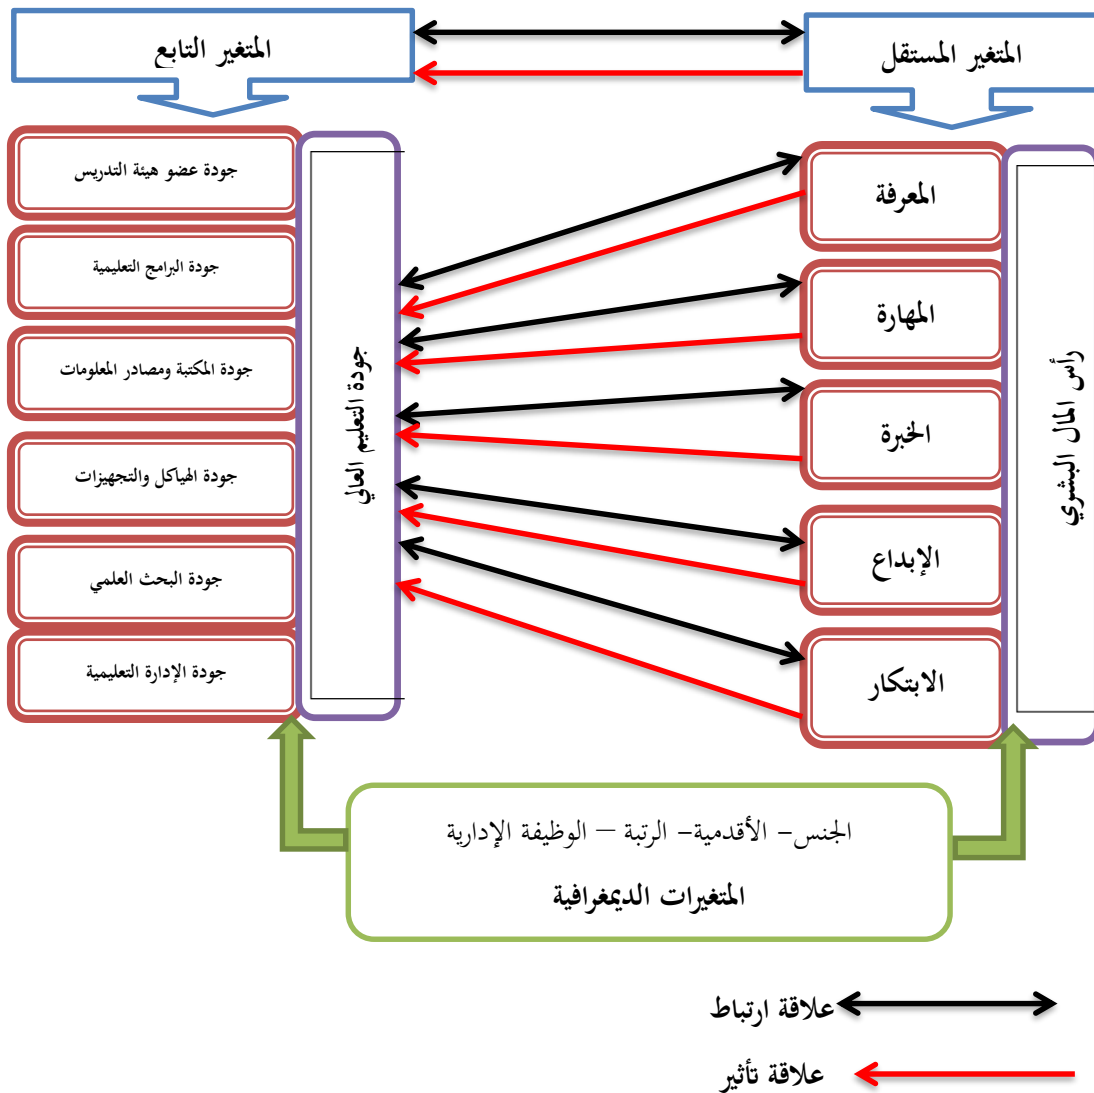 المتغير المستقل
المتغير التابع
رأس المال البشوي
المعرفة
المهارة
الخبرة
الإبداع
الابتكار
جودة التعليم العالي
جودة عضو هيئة التدريس
جودة البرامج التعليمية
جودة المكتبة ومصادر المعلومات
جودة الهياكل والتجهيزات
جودة البحث العلمي
جودة الإدارة التعليمية
الجنس- الأقدمية- الرتبة – الوظيفة الإدارية
المتغيرات الديمغرافية
علاقة ارتباط
علاقة تأثير